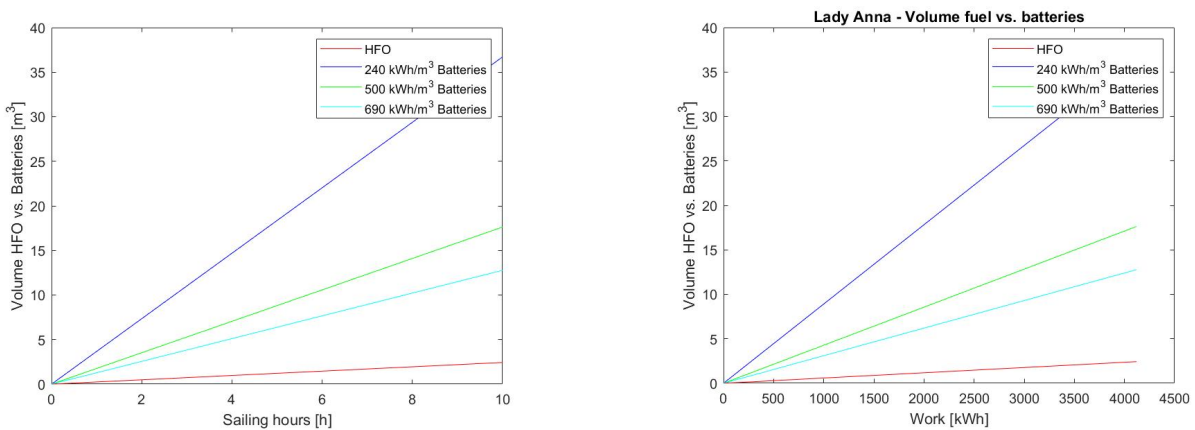 40
35
30
25
20
15
10
5
0
Volume HFO vs. Batteries [m³]
HFO
240 kWh/m³ Batteries
500 kWh/m³ Batteries
690 kWh/m³ Batteries
0 2 4 6 8 10
Sailing hours [h]
Lady Anna - Volume fuel vs. batteries
40
35
30
25
20
15
10
5
0
Volume HFO vs. Batteries [m³]
HFO
240 kWh/m³ Batteries
500 kWh/m³ Batteries
690 kWh/m³ Batteries
0 500 1000 1500 2000 2500 3000 3500 4000 4500
Work [kWh]